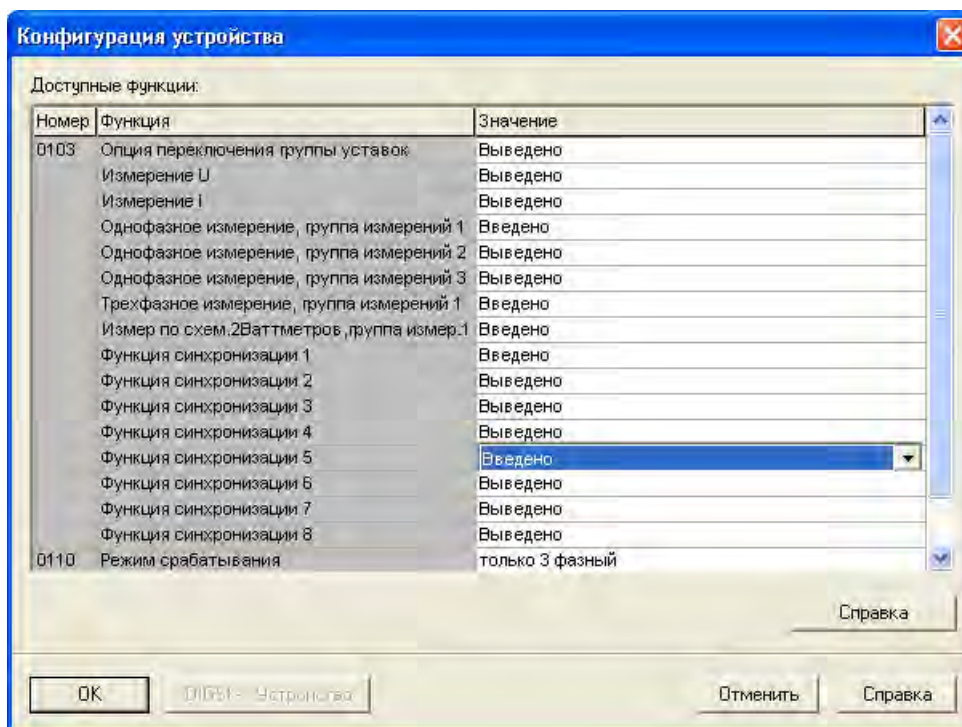 Конфигурация устройства
Доступные функции:
Номер Функция Значение
0103 Опция переключения группы уставок Выведено
Измерение U Выведено
Измерение I Выведено
Однофазное измерение, группа измерений 1 Введено
Однофазное измерение, группа измерений 2 Выведено
Однофазное измерение, группа измерений 3 Выведено
Трехфазное измерение, группа измерений 1 Введено
Измер по схем.2Ваттметров,группа измер.1 Введено
Функция синхронизации 1 Введено
Функция синхронизации 2 Выведено
Функция синхронизации 3 Выведено
Функция синхронизации 4 Выведено
Функция синхронизации 5 Введено
Функция синхронизации 6 Выведено
Функция синхронизации 7 Выведено
Функция синхронизации 8 Выведено
0110 Режим срабатывания только 3 фазный
Справка
OK DIGSI - Устройство Отменить Справка